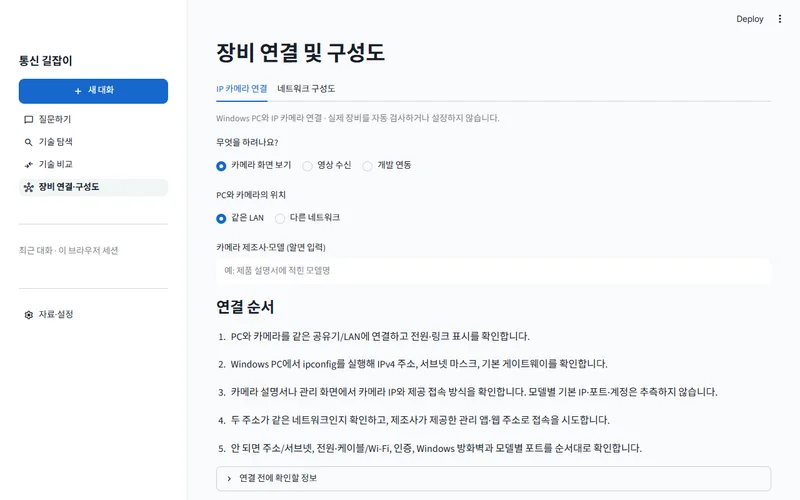 Deploy
통신 길잡이
+ 새 대화
질문하기
기술 탐색
기술 비교
장비 연결·구성도
최근 대화 · 이 브라우저 세션
자료·설정
장비 연결 및 구성도
IP 카메라 연결 네트워크 구성도
Windows PC와 IP 카메라 연결 · 실제 장비를 자동 검사하거나 설정하지 않습니다.
무엇을 하려나요?
카메라 화면 보기 영상 수신 개발 연동
PC와 카메라의 위치
같은 LAN 다른 네트워크
카메라 제조사·모델 (알면 입력)
예: 제품 설명서에 적힌 모델명
연결 순서
1. PC와 카메라를 같은 공유기/LAN에 연결하고 전원·링크 표시를 확인합니다.
2. Windows PC에서 ipconfig를 실행해 IPv4 주소, 서브넷 마스크, 기본 게이트웨이를 확인합니다.
3. 카메라 설명서나 관리 화면에서 카메라 IP와 제공 접속 방식을 확인합니다. 모델별 기본 IP·포트·계정은 추측하지 않습니다.
4. 두 주소가 같은 네트워크인지 확인하고, 제조사가 제공한 관리 앱·웹 주소로 접속을 시도합니다.
5. 안 되면 주소/서브넷, 전원·케이블/Wi-Fi, 인증, Windows 방화벽과 모델별 포트를 순서대로 확인합니다.
연결 전에 확인할 정보